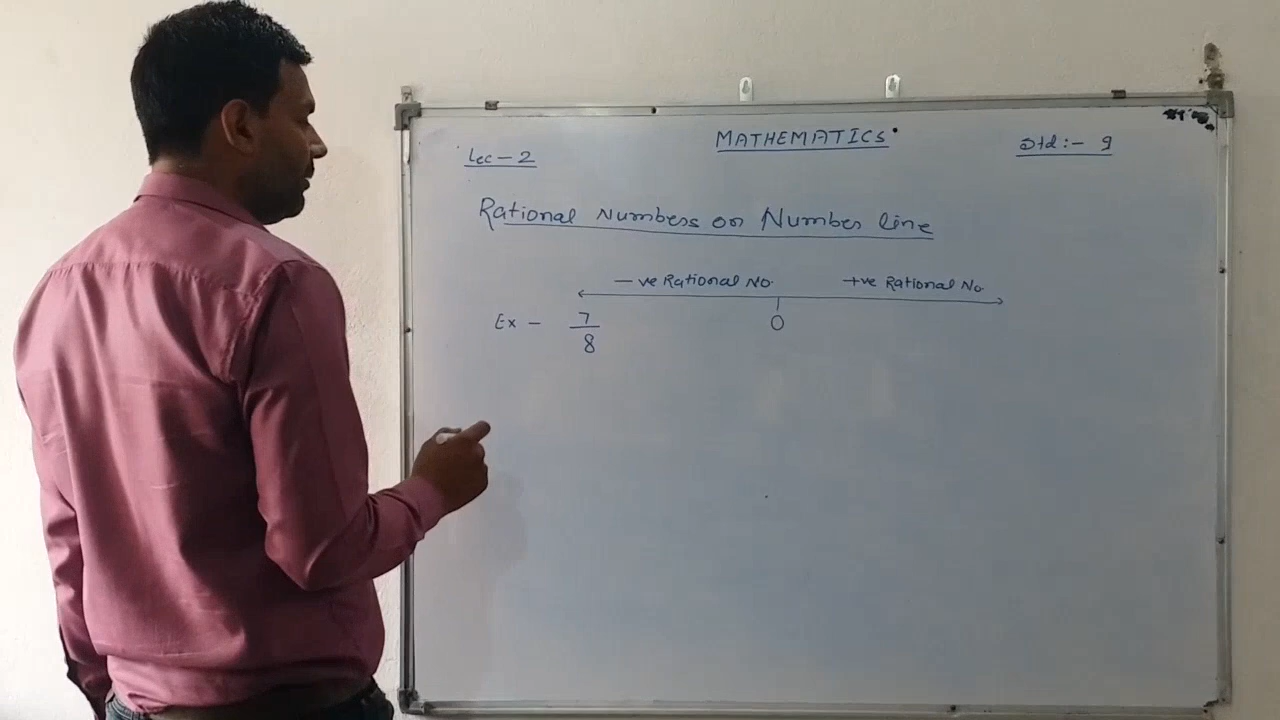 Lec - 2
MATHEMATICS
Std :- 9
Rational Numbers on Number line
-ve Rational No. +ve Rational No.
0
Ex - 7/8